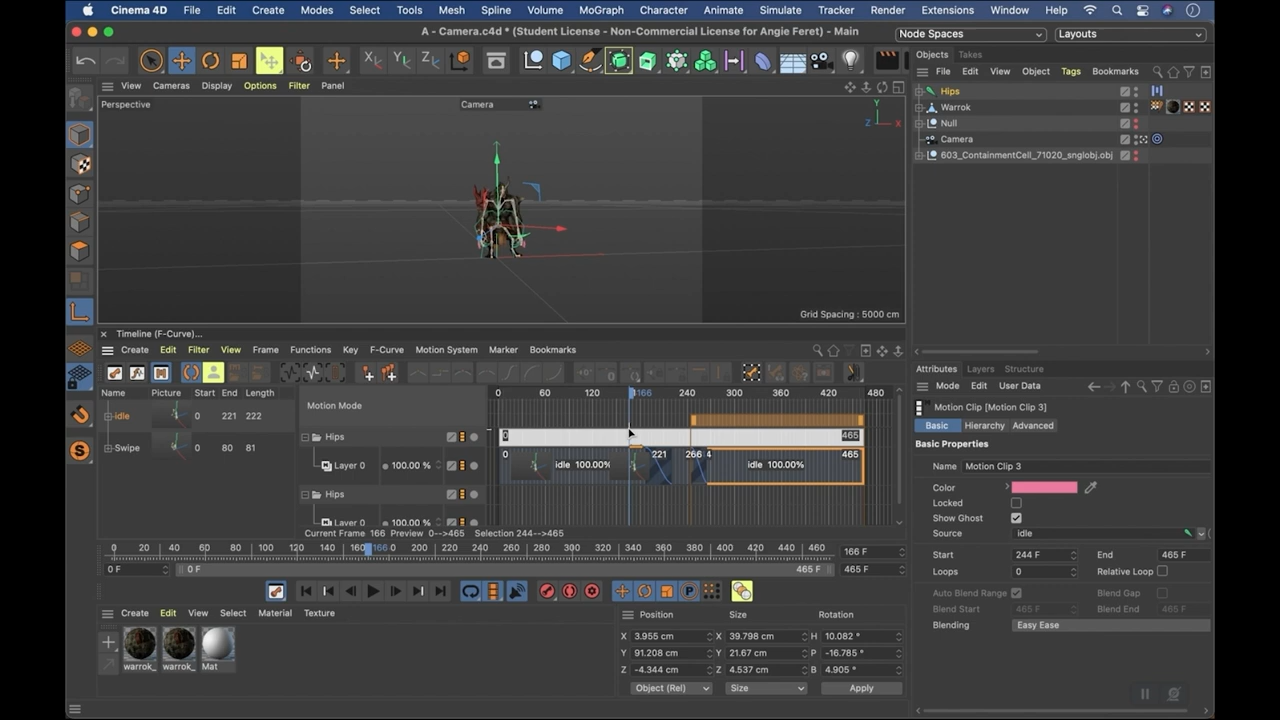 Cinema 4D File Edit Create Modes Select Tools Mesh Spline Volume MoGraph Character Animate Simulate Tracker Render Extensions Window Help
A - Camera.c4d * (Student License - Non-Commercial License for Angie Feret) - Main
Node Spaces Layouts
Objects Takes
View Cameras Display Options Filter Panel
File Edit View Object Tags Bookmarks
Perspective Camera
Y
Z X
Hips
Warrok
Null
Camera
603_ContainmentCell_71020_snglobj.obj
Grid Spacing : 5000 cm
Timeline (F-Curve)...
Create Edit Filter View Frame Functions Key F-Curve Motion System Marker Bookmarks
Name Picture Start End Length
idle 0 221 222
Swipe 0 80 81
Motion Mode
Hips
Layer 0 100.00 %
Hips
Layer 0 100.00 %
0 60 120 166 240 300 360 420 480
0 465
0 221 266 465
idle 100.00% idle 100.00%
Current Frame 166 Preview 0-->465 Selection 244-->465
0 20 40 60 80 100 120 140 160 166 200 220 240 260 280 300 320 340 360 380 400 420 440 460
166 F
0 F 0 F 465 F 465 F
Create Edit View Select Material Texture
warrok_ warrok_ Mat
Position Size Rotation
X 3.955 cm X 39.798 cm H 10.082 °
Y 91.208 cm Y 21.67 cm P -16.785 °
Z -4.344 cm Z 4.537 cm B 4.905 °
Object (Rel) Size Apply
Attributes Layers Structure
Mode Edit User Data
Motion Clip [Motion Clip 3]
Basic Hierarchy Advanced
Basic Properties
Name Motion Clip 3
Color
Locked
Show Ghost
Source idle
Start 244 F End 465 F
Loops 0 Relative Loop
Auto Blend Range Blend Gap
Blend Start 465 F Blend End 465 F
Blending Easy Ease